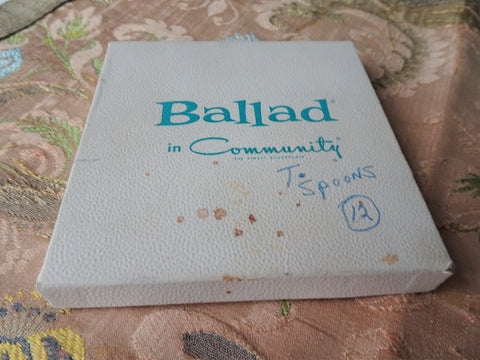 Ballad®
in Community®
THE FINEST SILVERPLATE
T. SPOONS
12